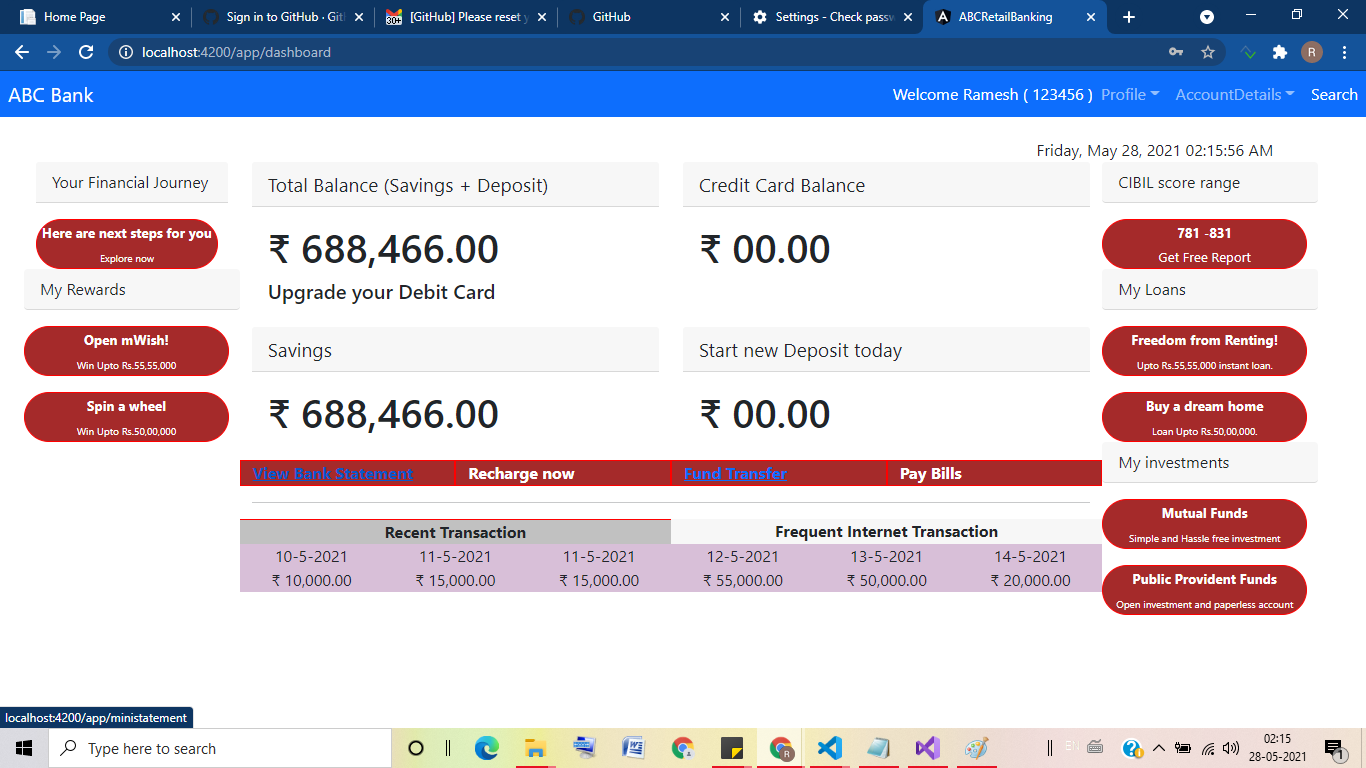 Home Page
Sign in to GitHub · Git
[GitHub] Please reset y
GitHub
Settings - Check passw
ABCRetailBanking
localhost:4200/app/dashboard
R
ABC Bank
Welcome Ramesh ( 123456 ) Profile AccountDetails Search
Friday, May 28, 2021 02:15:56 AM
Your Financial Journey
Here are next steps for you
Explore now
My Rewards
Open mWish!
Win Upto Rs.55,55,000
Spin a wheel
Win Upto Rs.50,00,000
Total Balance (Savings + Deposit)
₹ 688,466.00
Upgrade your Debit Card
Credit Card Balance
₹ 00.00
Savings
₹ 688,466.00
Start new Deposit today
₹ 00.00
View Bank Statement Recharge now Fund Transfer Pay Bills
Recent Transaction Frequent Internet Transaction
10-5-2021 11-5-2021 11-5-2021 12-5-2021 13-5-2021 14-5-2021
₹ 10,000.00 ₹ 15,000.00 ₹ 15,000.00 ₹ 55,000.00 ₹ 50,000.00 ₹ 20,000.00
CIBIL score range
781 -831
Get Free Report
My Loans
Freedom from Renting!
Upto Rs.55,55,000 instant loan.
Buy a dream home
Loan Upto Rs.50,00,000.
My investments
Mutual Funds
Simple and Hassle free investment
Public Provident Funds
Open investment and paperless account
localhost:4200/app/ministatement
Type here to search
02:15
28-05-2021
1